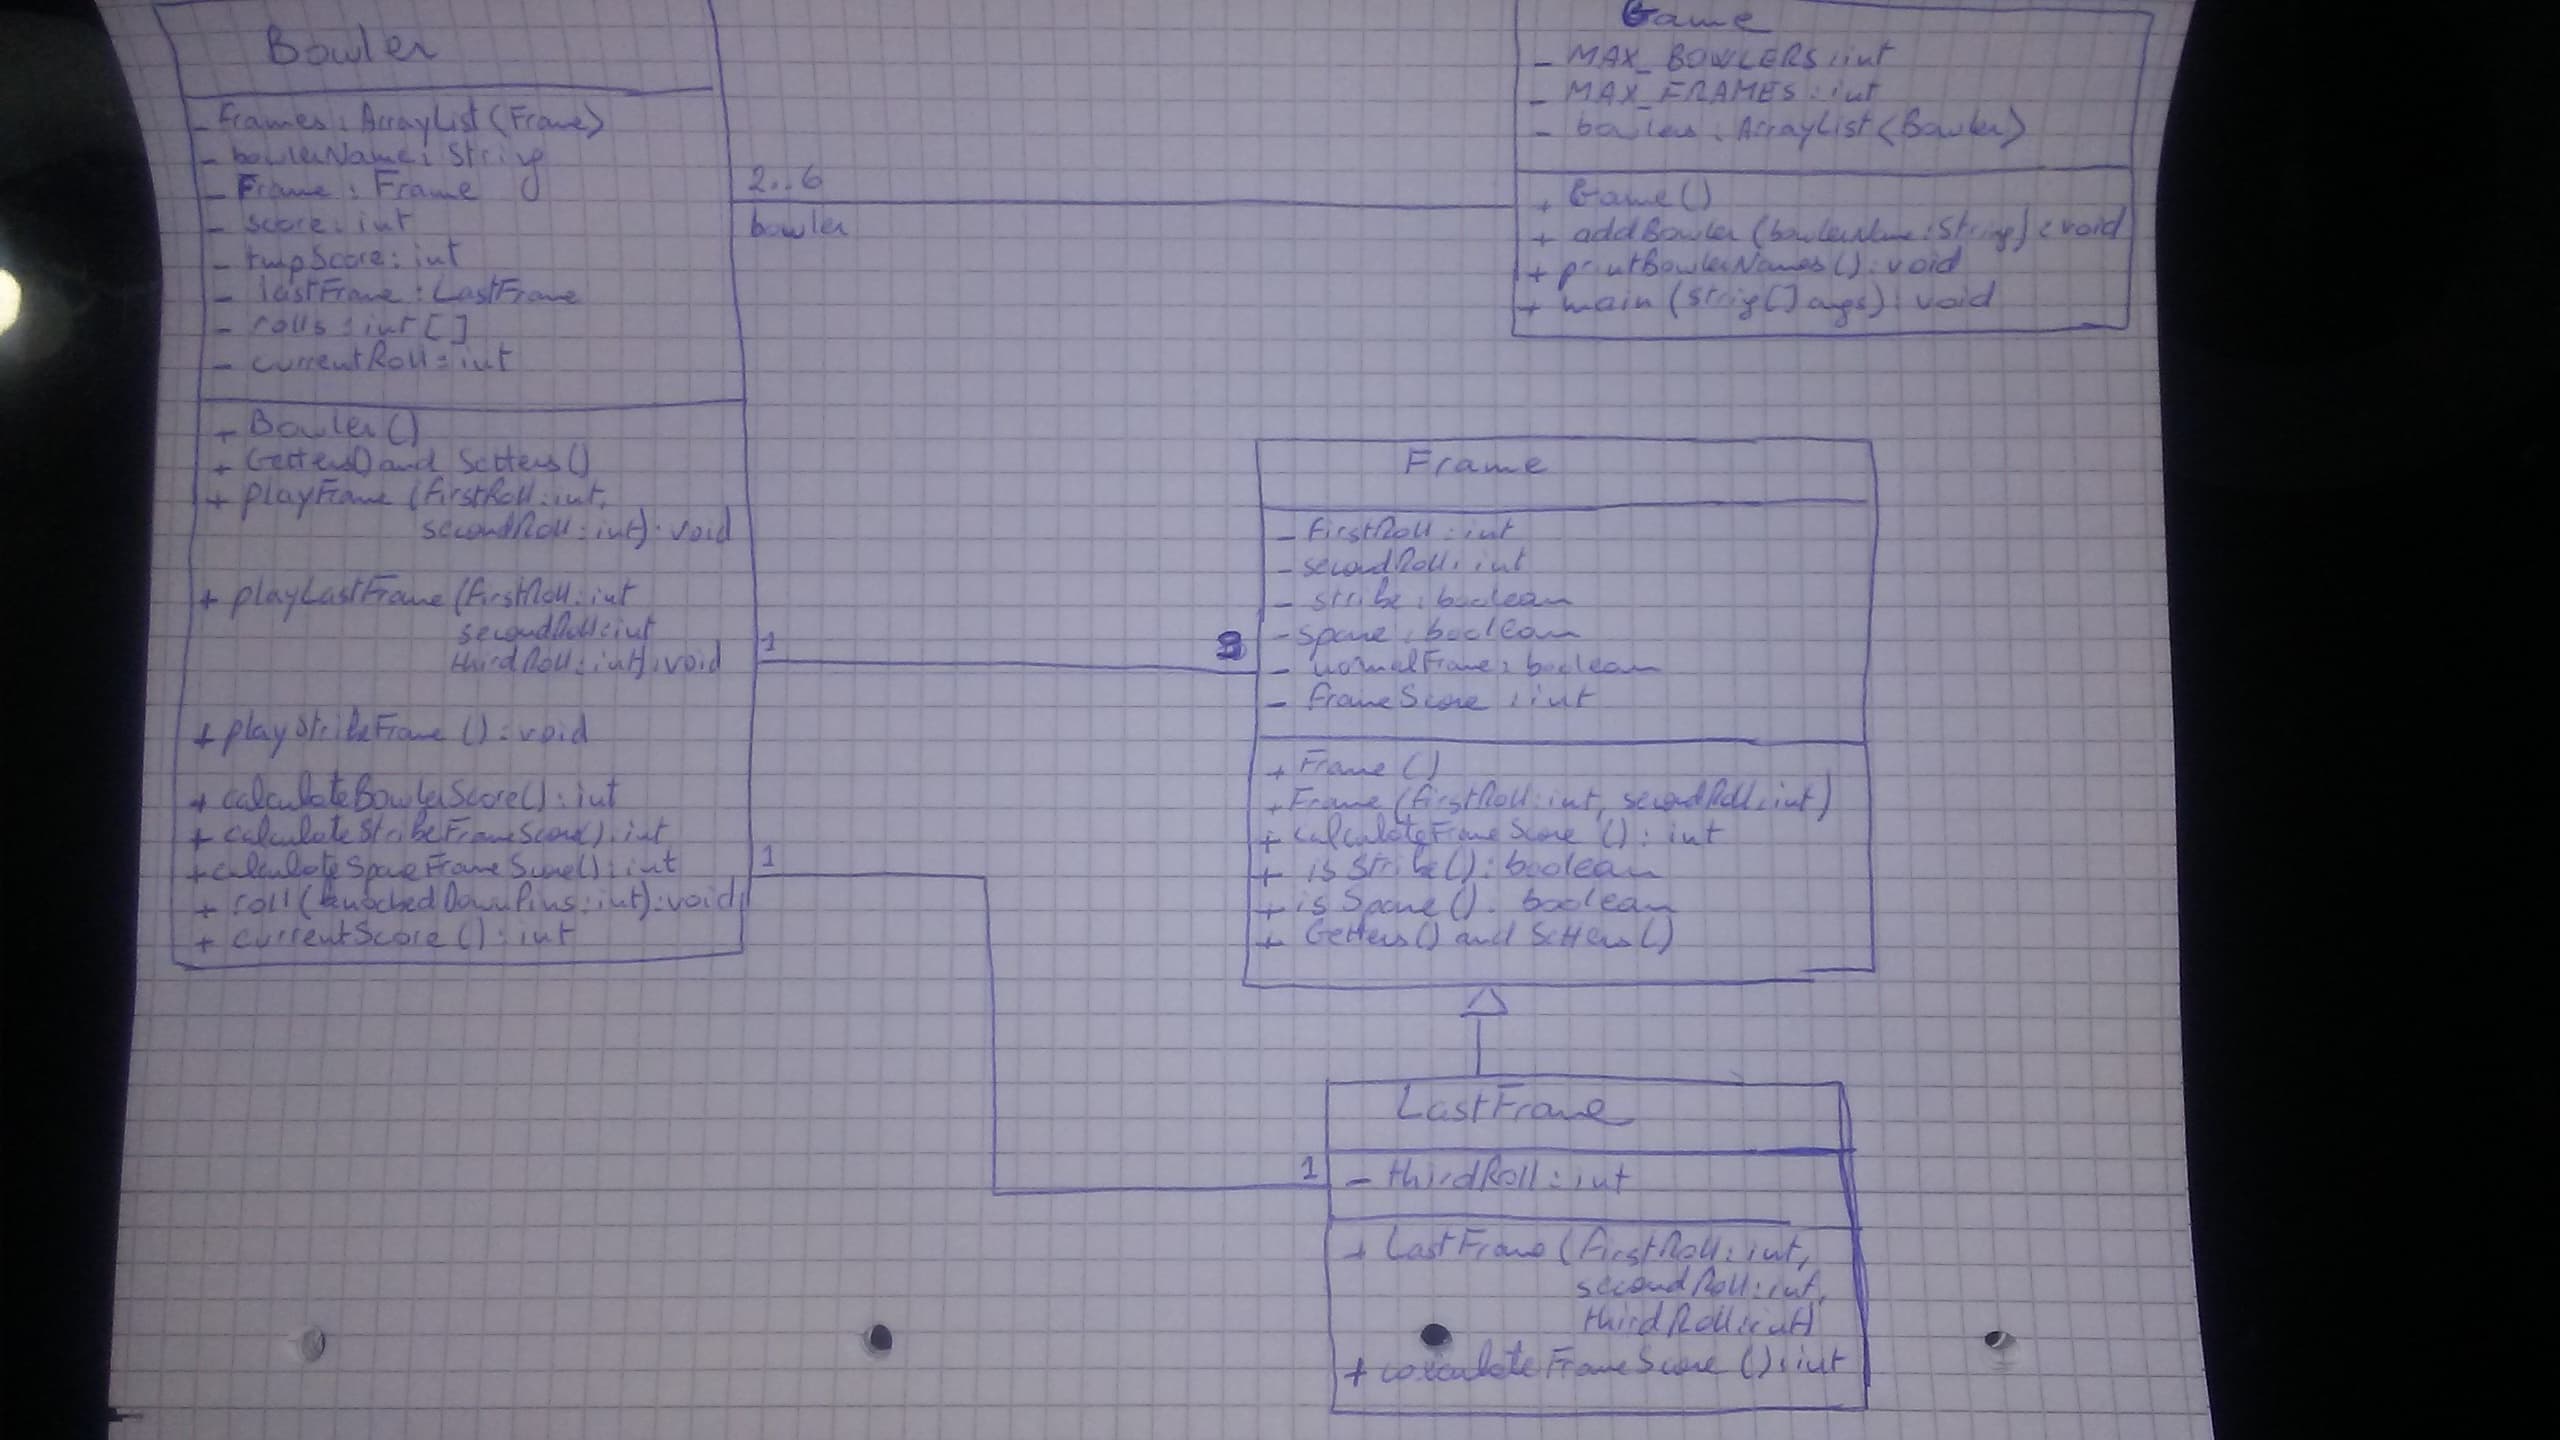 Bowler
- frames: ArrayList<Frame>
- bowlerName: String
- Frame: Frame
- score: int
- tmpScore: int
- lastFrame: LastFrame
- rolls: int[]
- currentRoll: int
+ Bowler()
+ Getters() and Setters()
+ playFrame (firstRoll: int,
secondRoll: int): void
+ playLastFrame (firstRoll: int
secondRoll: int
thirdRoll: int): void
+ playStrikeFrame (): void
+ calculateBowlerScore(): int
+ calculateStrikeFrameScore(): int
+ calculateSpareFrameScore(): int
+ roll (knockedDownPins: int): void
+ currentScore (): int
2..6
bowler
Game
- MAX_BOWLERS: int
- MAX_FRAMES: int
- bowlers: ArrayList<Bowler>
+ Game()
+ addBowler (bowlerName: String): void
+ printBowlerNames(): void
+ main (String[] args): void
1
Frame
- firstRoll: int
- secondRoll: int
- strike: boolean
- spare: boolean
- normalFrame: boolean
- frameScore: int
+ Frame ()
+ Frame (firstRoll: int, secondRoll: int)
+ calculateFrameScore (): int
+ isStrike(): boolean
+ isSpare(). boolean
+ Getters() and Setters()
1
1
LastFrame
- thirdRoll: int
+ LastFrame (firstRoll: int,
secondRoll: int,
thirdRoll: int)
+ calculateFrameScore (): int